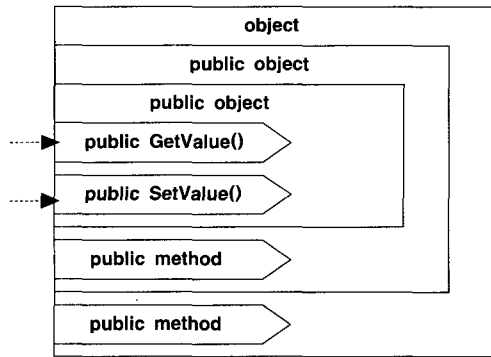 object
public object
public object
public GetValue()
public SetValue()
public method
public method